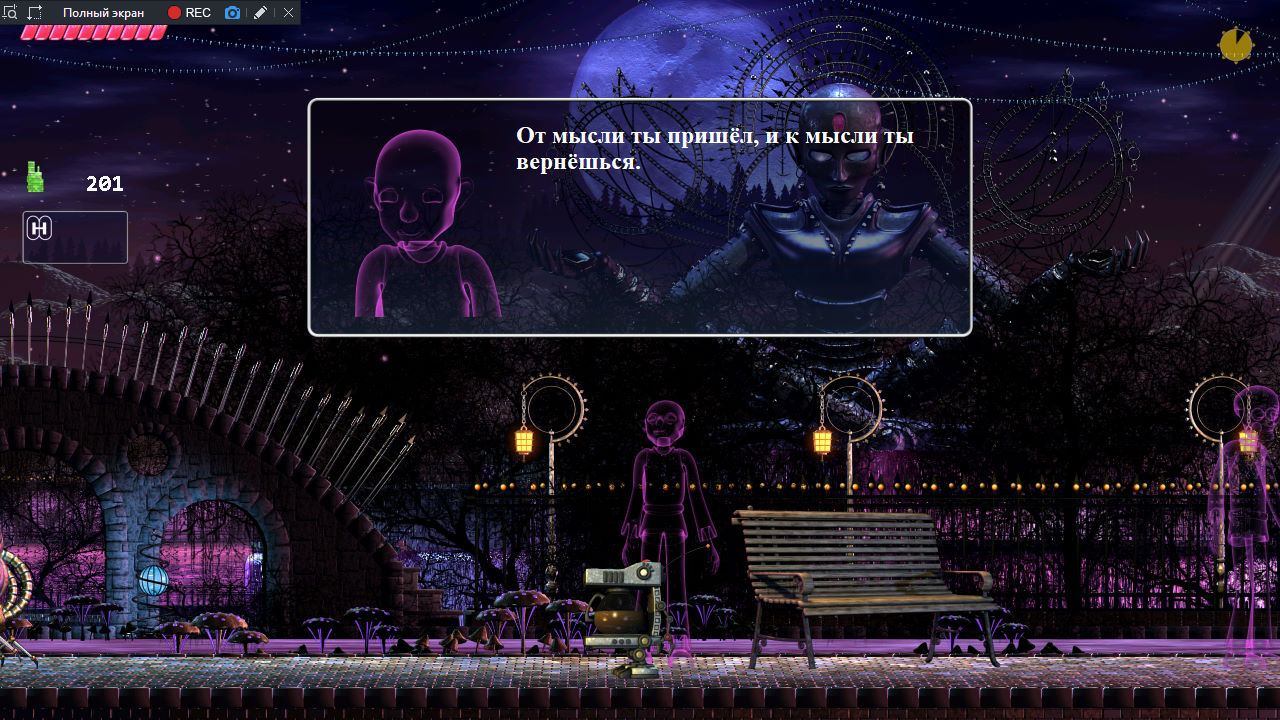 Полный экран
REC
От мысли ты пришёл, и к мысли ты
вернёшься.
201
H